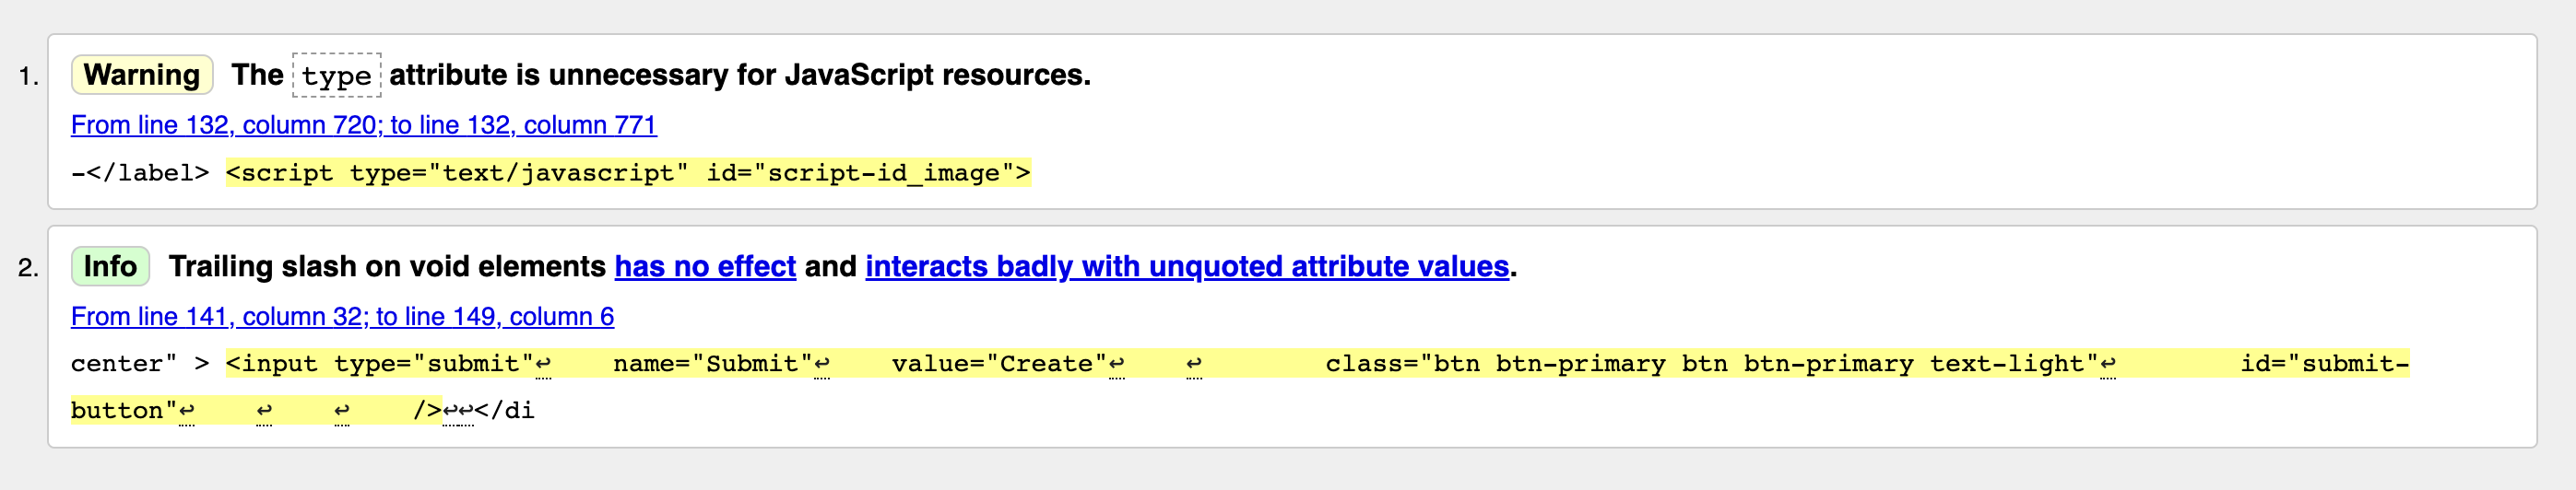 1. Warning The type attribute is unnecessary for JavaScript resources.
From line 132, column 720; to line 132, column 771
-</label> <script type="text/javascript" id="script-id_image">
2. Info Trailing slash on void elements has no effect and interacts badly with unquoted attribute values.
From line 141, column 32; to line 149, column 6
center" > <input type="submit"↩ name="Submit"↩ value="Create"↩ ↩ class="btn btn-primary btn btn-primary text-light"↩ id="submit-
button"↩ ↩ ↩ />↩↩</di